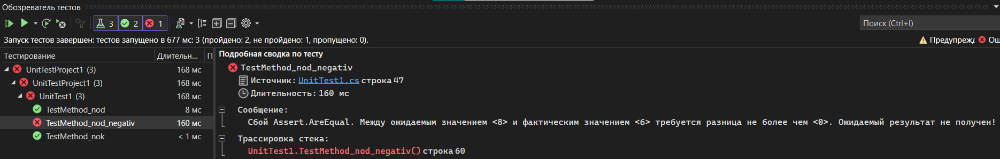 Обозреватель тестов
3 2 1
Поиск (Ctrl+I)
Запуск тестов завершен: тестов запущено в 677 мс: 3 (пройдено: 2, не пройдено: 1, пропущено: 0).
Предупрежд Ош
Тестирование Длительн... П
UnitTestProject1 (3) 168 мс
UnitTestProject1 (3) 168 мс
UnitTest1 (3) 168 мс
TestMethod_nod 8 мс
TestMethod_nod_negativ 160 мс
TestMethod_nok < 1 мс
Подробная сводка по тесту
TestMethod_nod_negativ
Источник: UnitTest1.cs строка 47
Длительность: 160 мс
Сообщение:
Сбой Assert.AreEqual. Между ожидаемым значением <8> и фактическим значением <6> требуется разница не более чем <0>. Ожидаемый результат не получен!
Трассировка стека:
UnitTest1.TestMethod_nod_negativ() строка 60